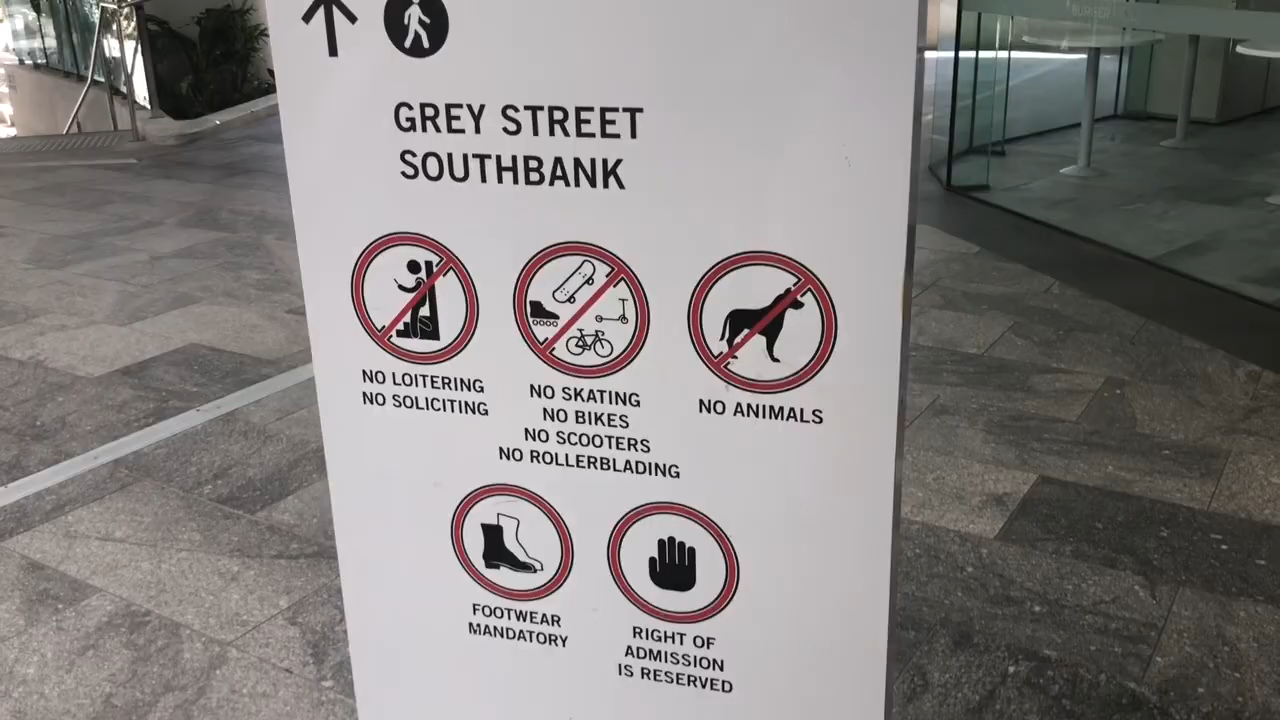 GREY STREET
SOUTHBANK
NO LOITERING
NO SOLICITING
NO SKATING
NO BIKES
NO SCOOTERS
NO ROLLERBLADING
NO ANIMALS
FOOTWEAR
MANDATORY
RIGHT OF
ADMISSION
IS RESERVED